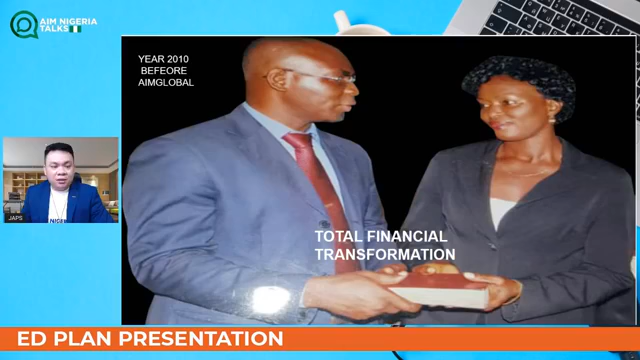 AIM NIGERIA
TALKS
YEAR 2010
BEFEORE
AIMGLOBAL
JAPS
TOTAL FINANCIAL
TRANSFORMATION
ED PLAN PRESENTATION